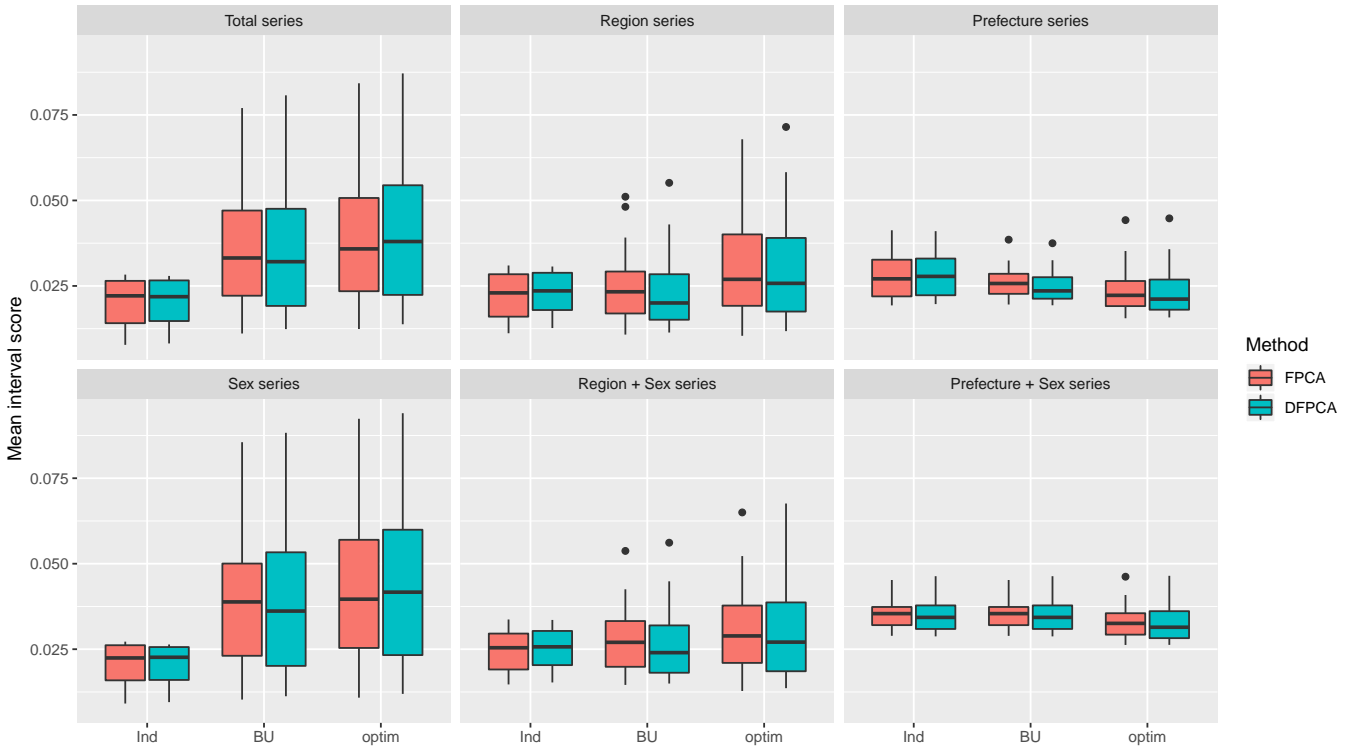 Total series
Region series
Prefecture series
0.075
0.050
0.025
Sex series
Region + Sex series
Prefecture + Sex series
0.075
0.050
0.025
Mean interval score
Ind
BU
optim
Ind
BU
optim
Ind
BU
optim
Method
FPCA
DFPCA